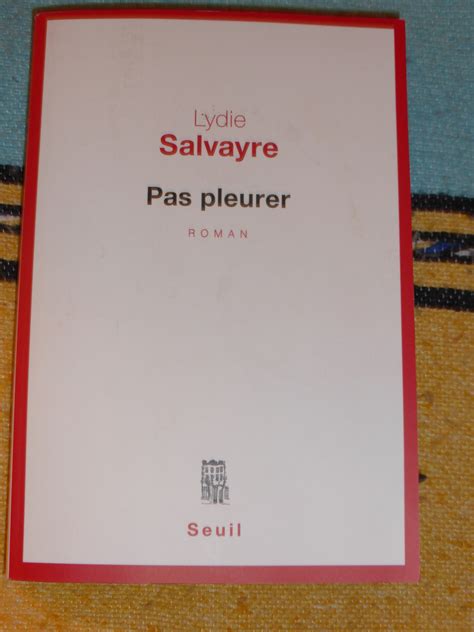 Lydie
Salvayre
Pas pleurer
ROMAN
Seuil